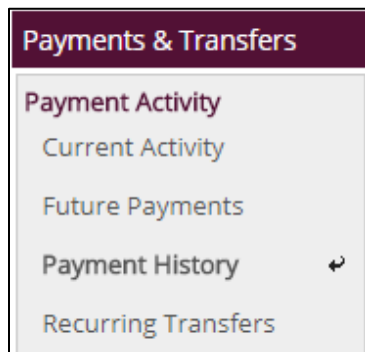 Payments & Transfers
Payment Activity
Current Activity
Future Payments
Payment History
Recurring Transfers